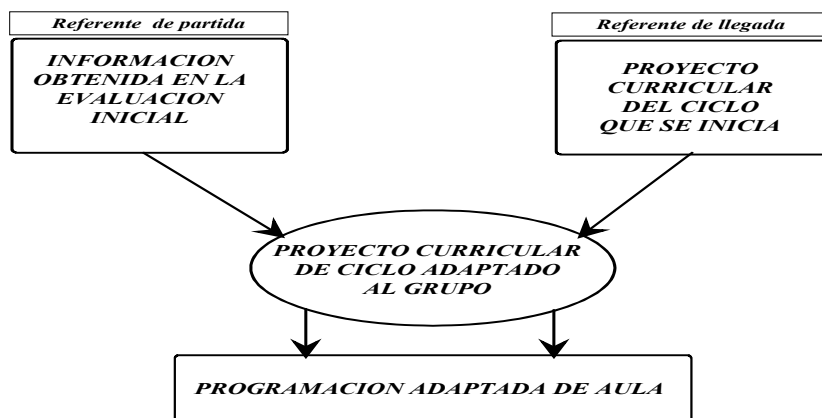 Referente de partida
INFORMACION
OBTENIDA EN LA
EVALUACION
INICIAL
Referente de llegada
PROYECTO
CURRICULAR
DEL CICLO
QUE SE INICIA
PROYECTO CURRICULAR
DE CICLO ADAPTADO
AL GRUPO
PROGRAMACION ADAPTADA DE AULA